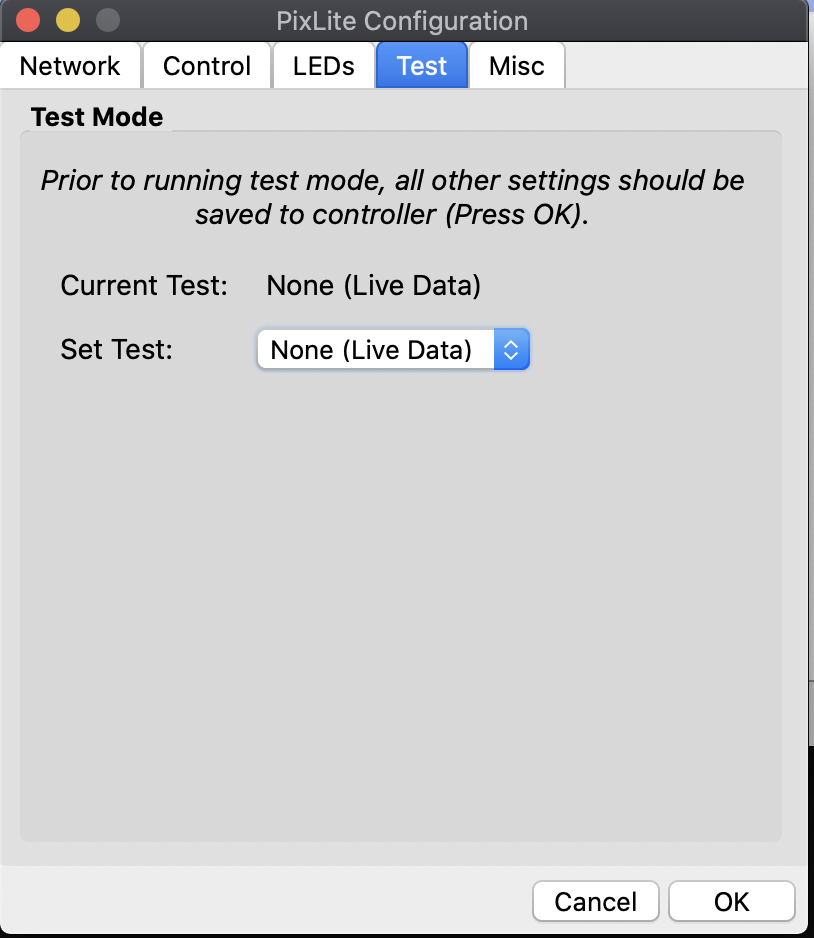 PixLite Configuration
Network Control LEDs Test Misc
Test Mode
Prior to running test mode, all other settings should be
saved to controller (Press OK).
Current Test: None (Live Data)
Set Test: None (Live Data)
Cancel OK